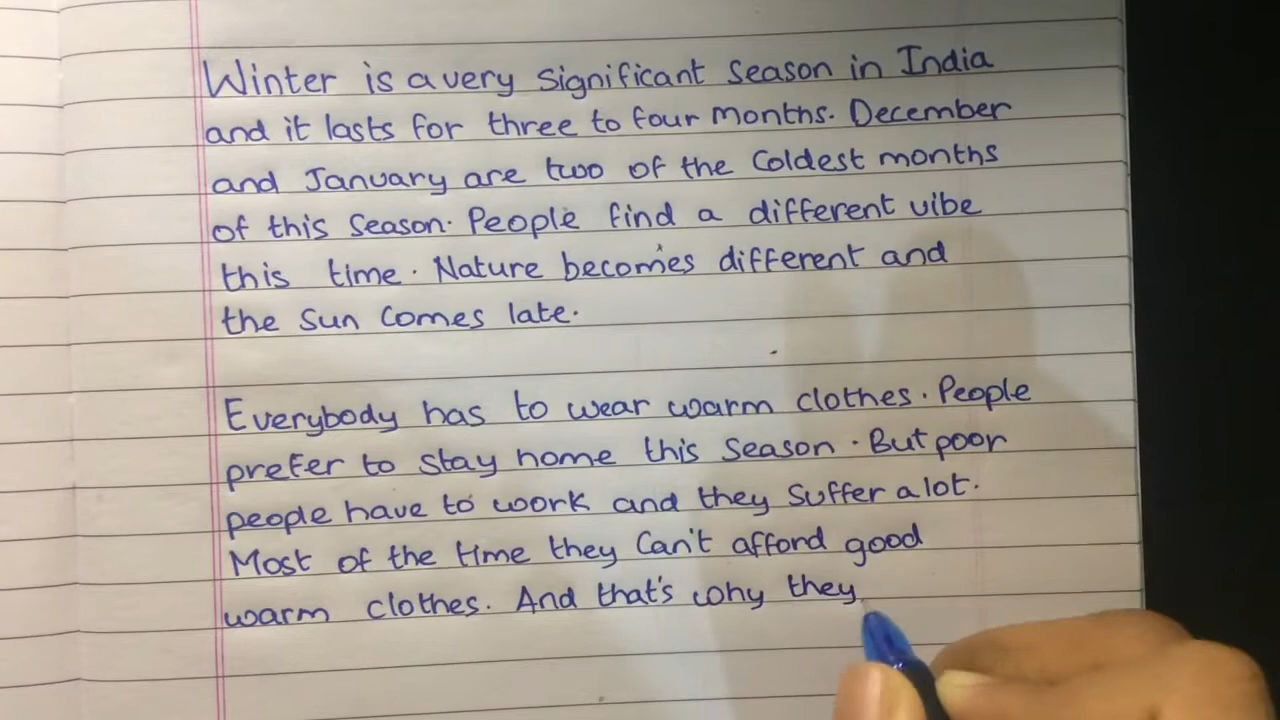 Winter is a very significant season in India
and it lasts for three to four months. December
and January are two of the coldest months
of this season. People find a different vibe
this time. Nature becomes different and
the sun comes late.
Everybody has to wear warm clothes. People
prefer to stay home this season. But poor
people have to work and they suffer a lot.
Most of the time they can't afford good
warm clothes. And that's why they